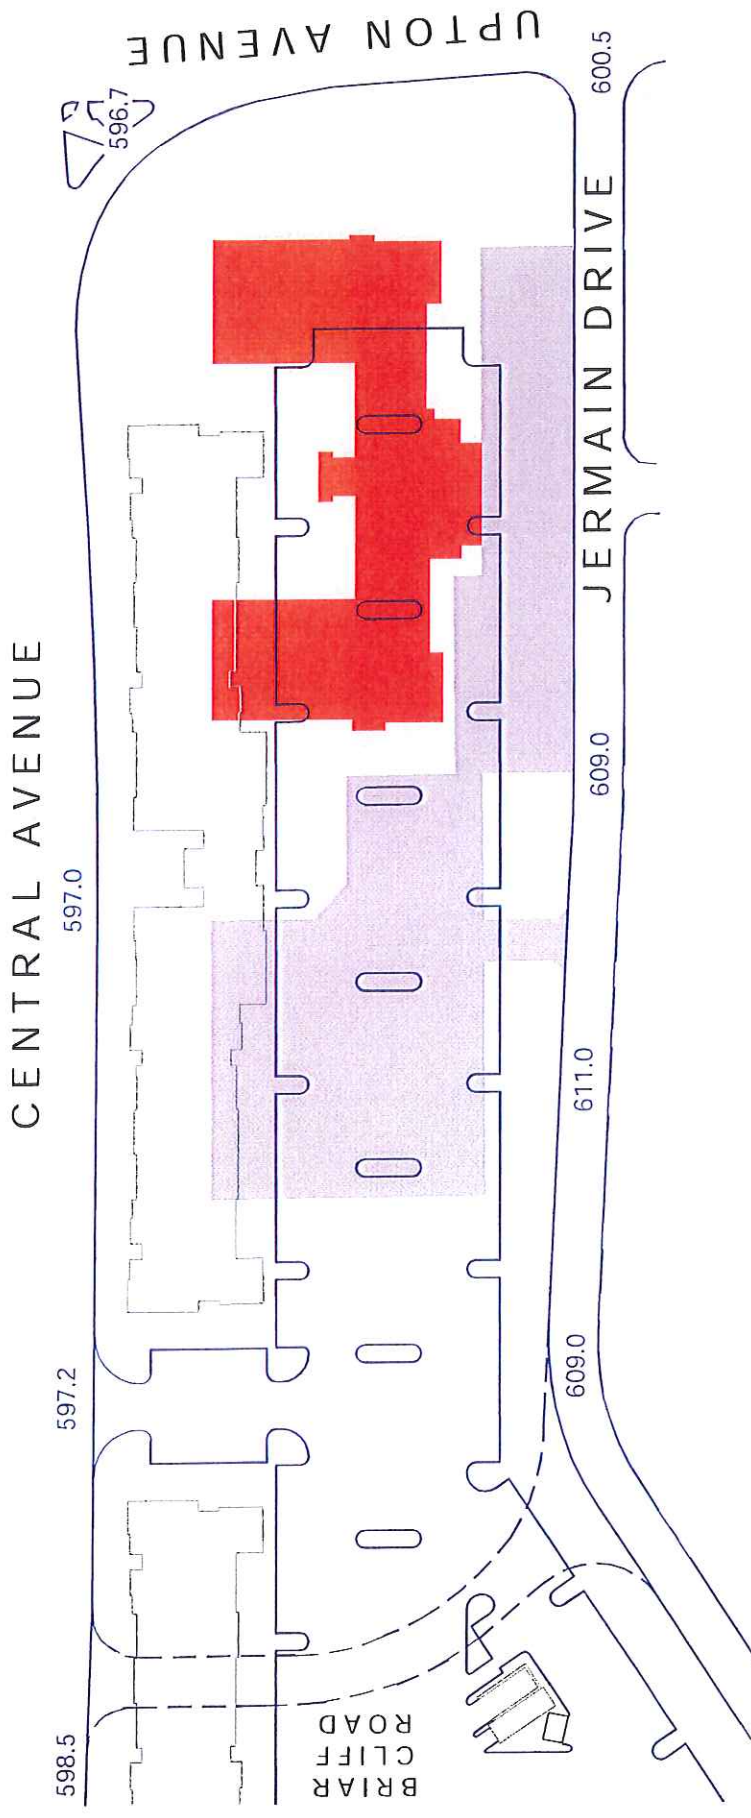 UPTON AVENUE
596.7
600.5
JERMAIN DRIVE
CENTRAL AVENUE
597.0
609.0
611.0
597.2
609.0
598.5
BRIAR
CLIFF
ROAD